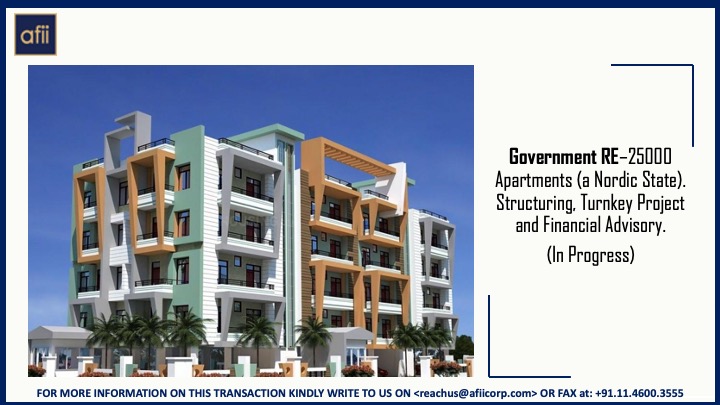 afii
Government RE–25000
Apartments (a Nordic State).
Structuring, Turnkey Project
and Financial Advisory.
(In Progress)
FOR MORE INFORMATION ON THIS TRANSACTION KINDLY WRITE TO US ON <reachus@afiicorp.com> OR FAX at: +91.11.4600.3555